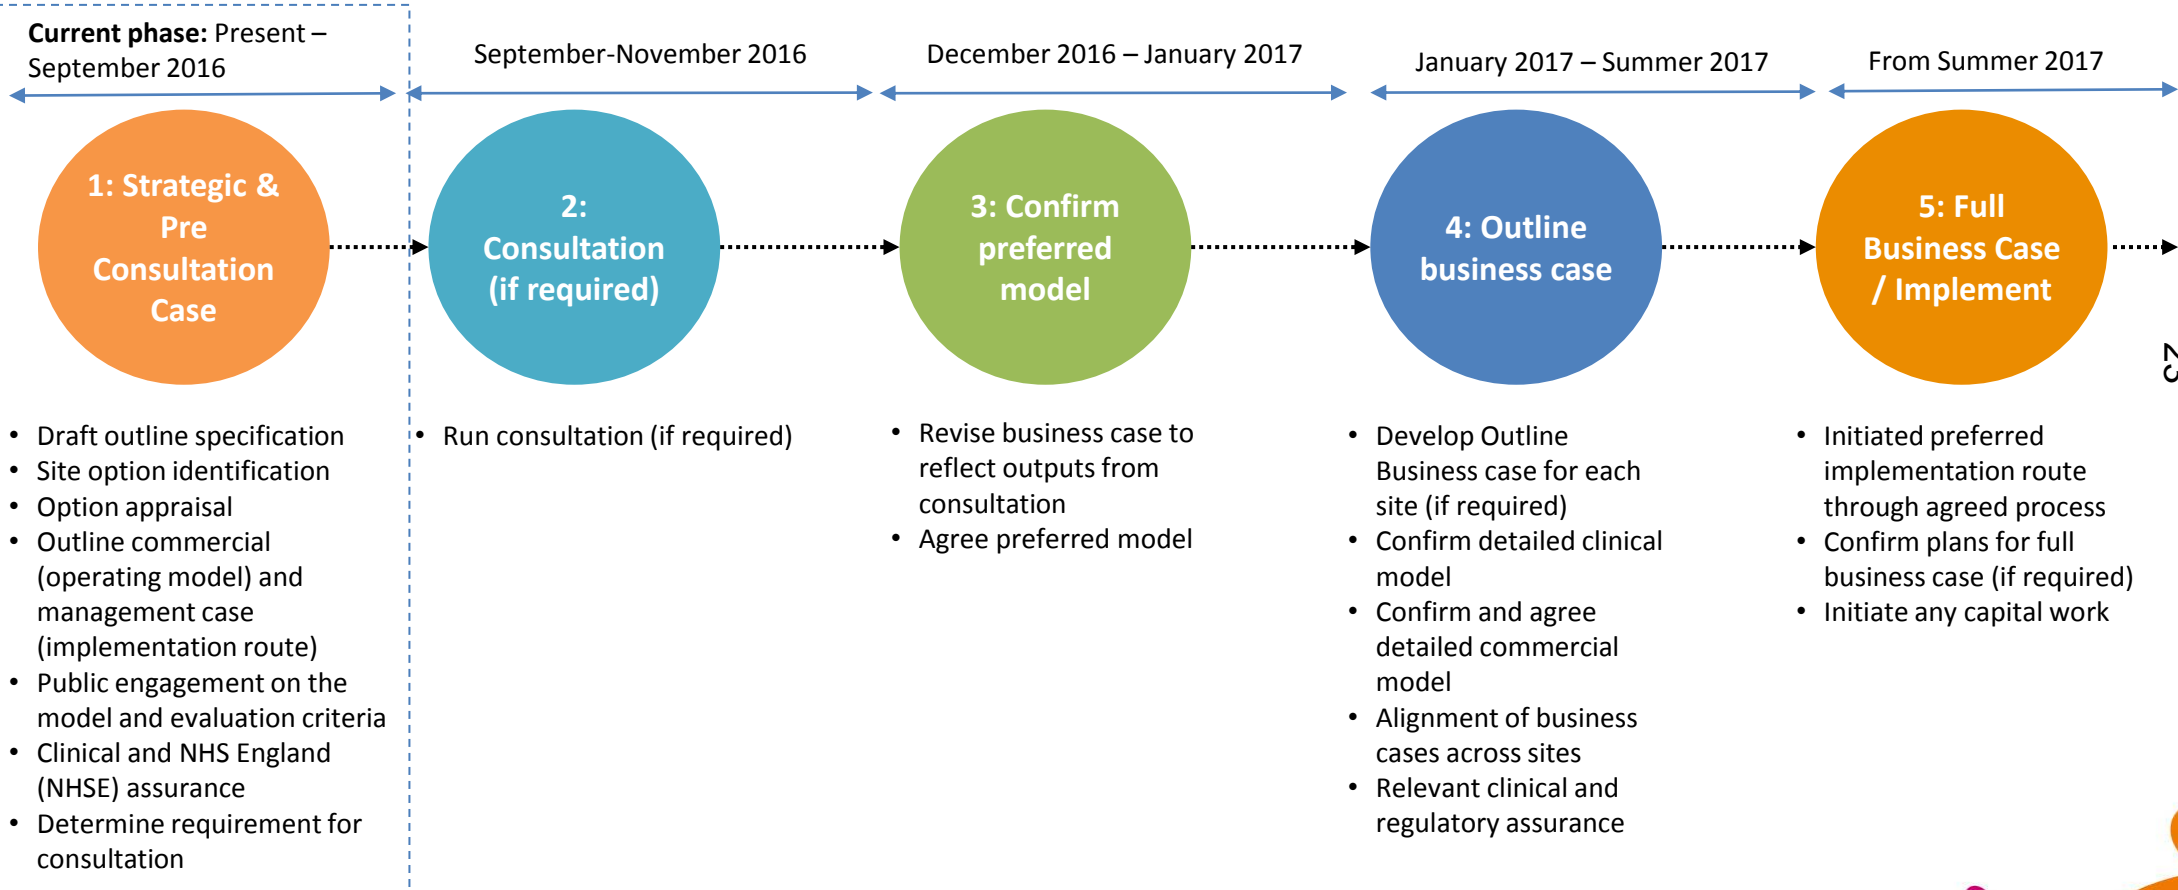 Current phase: Present –
September 2016
September-November 2016
December 2016 – January 2017
January 2017 – Summer 2017
From Summer 2017
1: Strategic &
Pre
Consultation
Case
2:
Consultation
(if required)
3: Confirm
preferred
model
4: Outline
business case
5: Full
Business Case
/ Implement
23
• Draft outline specification
• Site option identification
• Option appraisal
• Outline commercial
(operating model) and
management case
(implementation route)
• Public engagement on the
model and evaluation criteria
• Clinical and NHS England
(NHSE) assurance
• Determine requirement for
consultation
• Run consultation (if required)
• Revise business case to
reflect outputs from
consultation
• Agree preferred model
• Develop Outline
Business case for each
site (if required)
• Confirm detailed clinical
model
• Confirm and agree
detailed commercial
model
• Alignment of business
cases across sites
• Relevant clinical and
regulatory assurance
• Initiated preferred
implementation route
through agreed process
• Confirm plans for full
business case (if required)
• Initiate any capital work